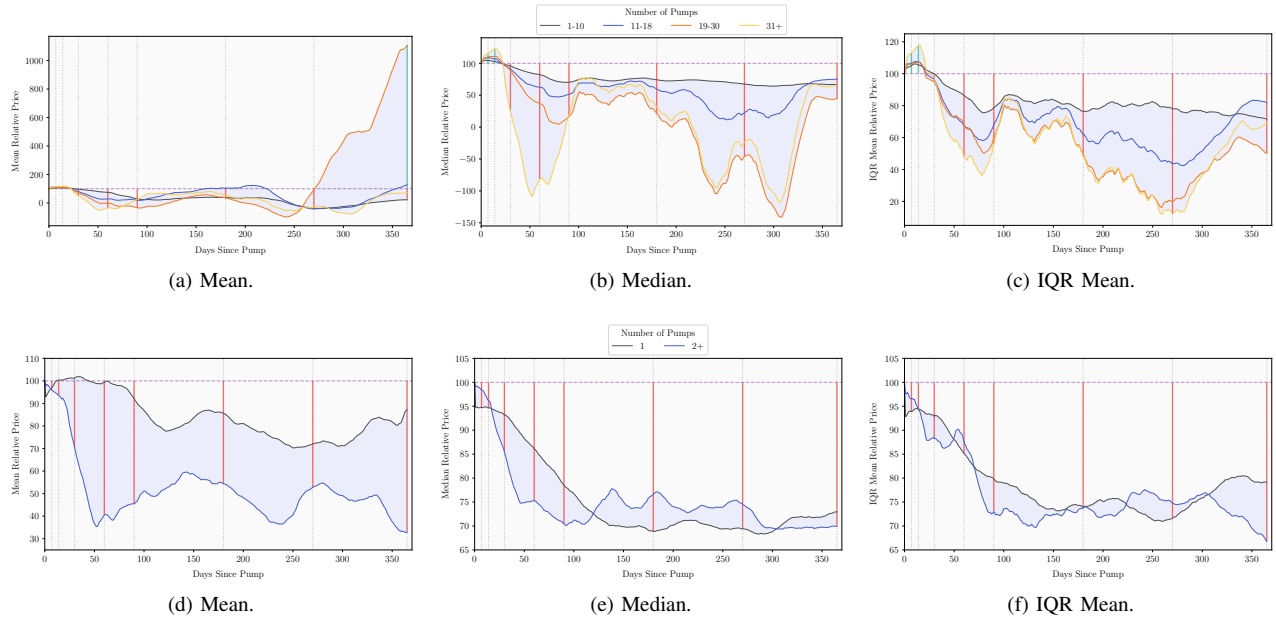 Number of Pumps
1-10 11-18 19-30 31+
1000
800
600
400
200
0
Mean Relative Price
0 50 100 150 200 250 300 350
Days Since Pump
(a) Mean.
100
50
0
−50
−100
−150
Median Relative Price
0 50 100 150 200 250 300 350
Days Since Pump
(b) Median.
120
100
80
60
40
20
IQR Mean Relative Price
0 50 100 150 200 250 300 350
Days Since Pump
(c) IQR Mean.
Number of Pumps
1 2+
110
100
90
80
70
60
50
40
30
Mean Relative Price
0 50 100 150 200 250 300 350
Days Since Pump
(d) Mean.
105
100
95
90
85
80
75
70
65
Median Relative Price
0 50 100 150 200 250 300 350
Days Since Pump
(e) Median.
105
100
95
90
85
80
75
70
65
IQR Mean Relative Price
0 50 100 150 200 250 300 350
Days Since Pump
(f) IQR Mean.